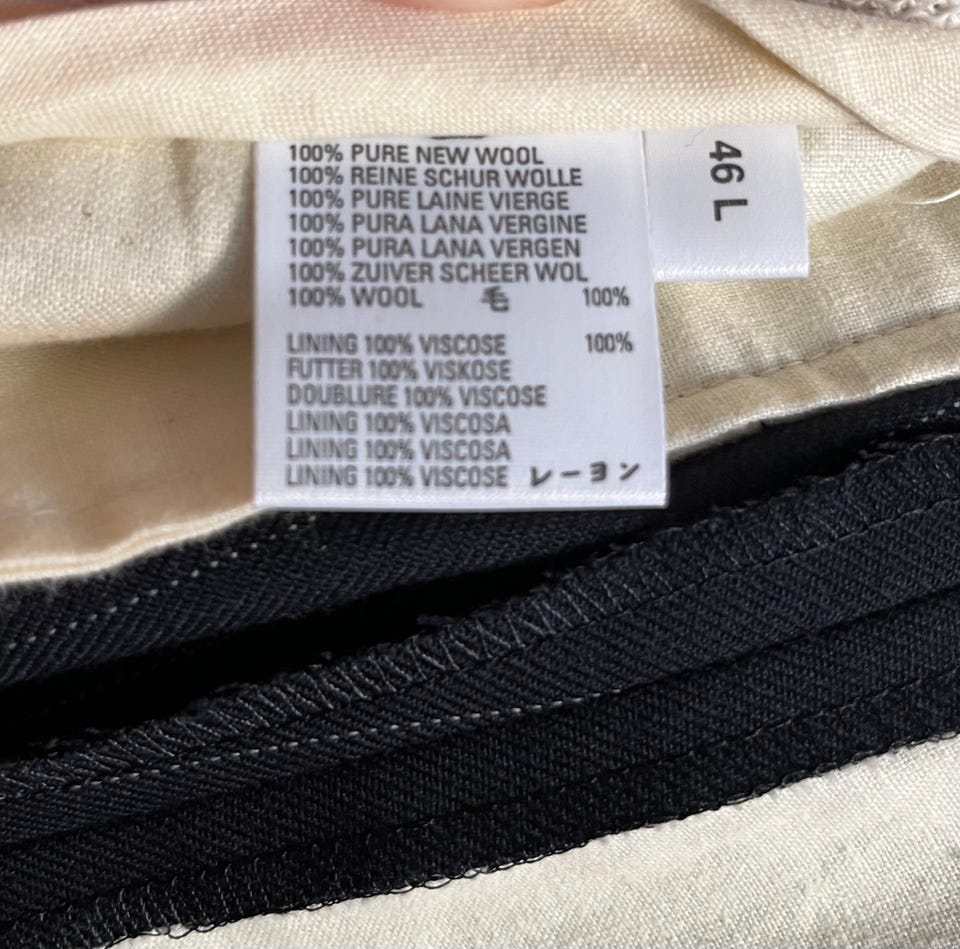 100% PURE NEW WOOL
100% REINE SCHUR WOLLE
100% PURE LAINE VIERGE
100% PURA LANA VERGINE
100% PURA LANA VERGEN
100% ZUIVER SCHEER WOL
100% WOOL 毛 100%
LINING 100% VISCOSE 100%
FUTTER 100% VISKOSE
DOUBLURE 100% VISCOSE
LINING 100% VISCOSA
LINING 100% VISCOSA
LINING 100% VISCOSE レーヨン
46 L